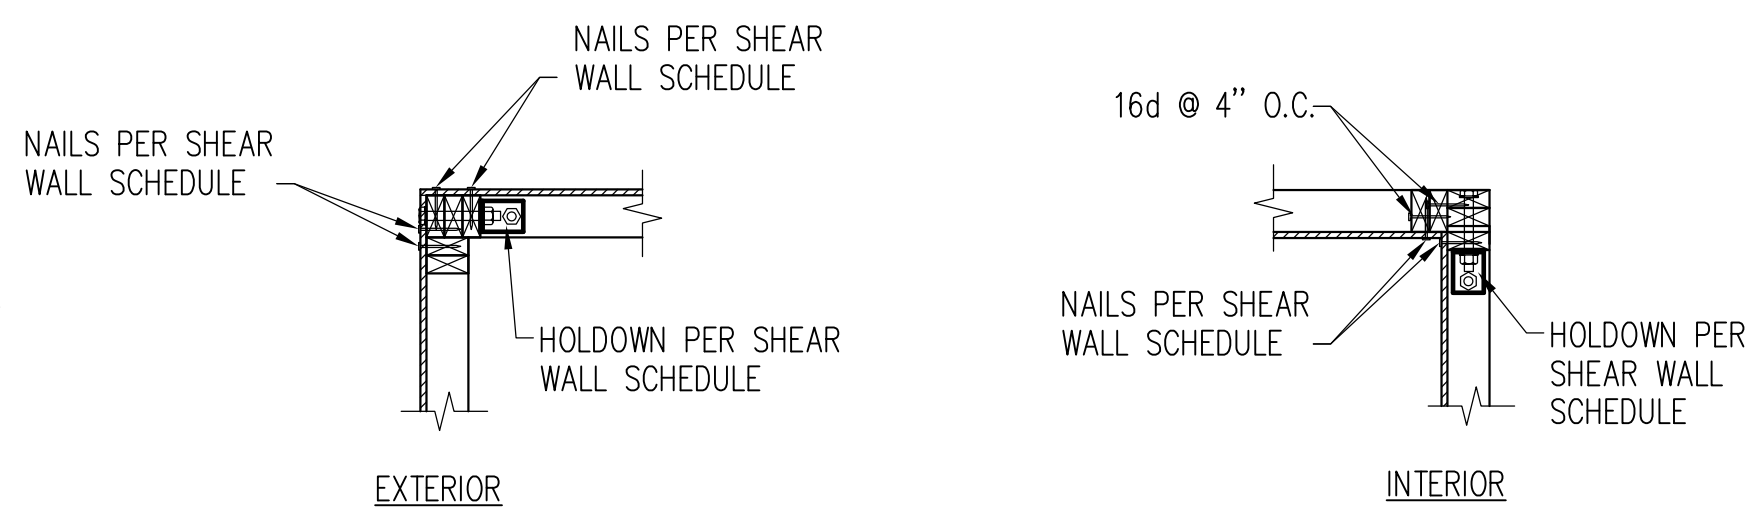 NAILS PER SHEAR
WALL SCHEDULE
NAILS PER SHEAR
WALL SCHEDULE
HOLDOWN PER SHEAR
WALL SCHEDULE
EXTERIOR
16d @ 4" O.C.
NAILS PER SHEAR
WALL SCHEDULE
HOLDOWN PER
SHEAR WALL
SCHEDULE
INTERIOR